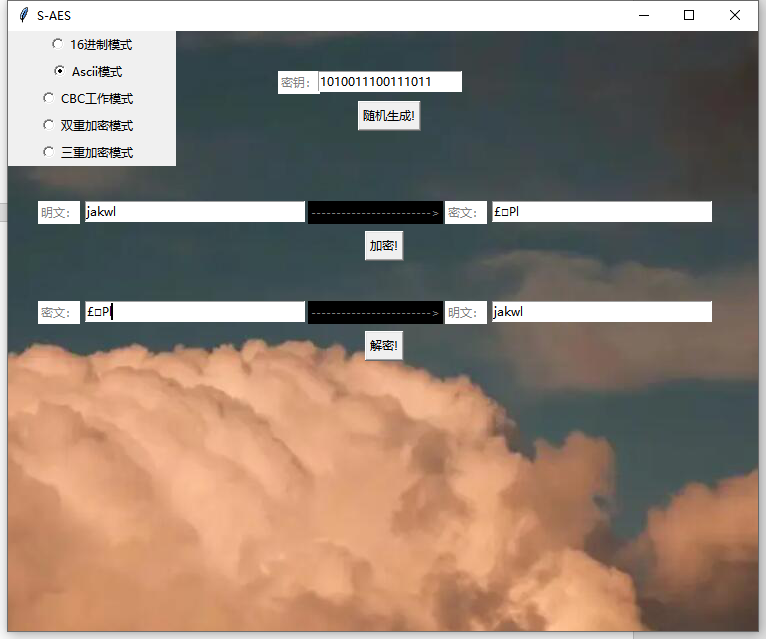 S-AES
16进制模式
Ascii模式
CBC工作模式
双重加密模式
三重加密模式
密钥: 1010011100111011
随机生成!
明文: jakwl ----------------------> 密文: £□Pl
加密!
密文: £□Pl ----------------------> 明文: jakwl
解密!